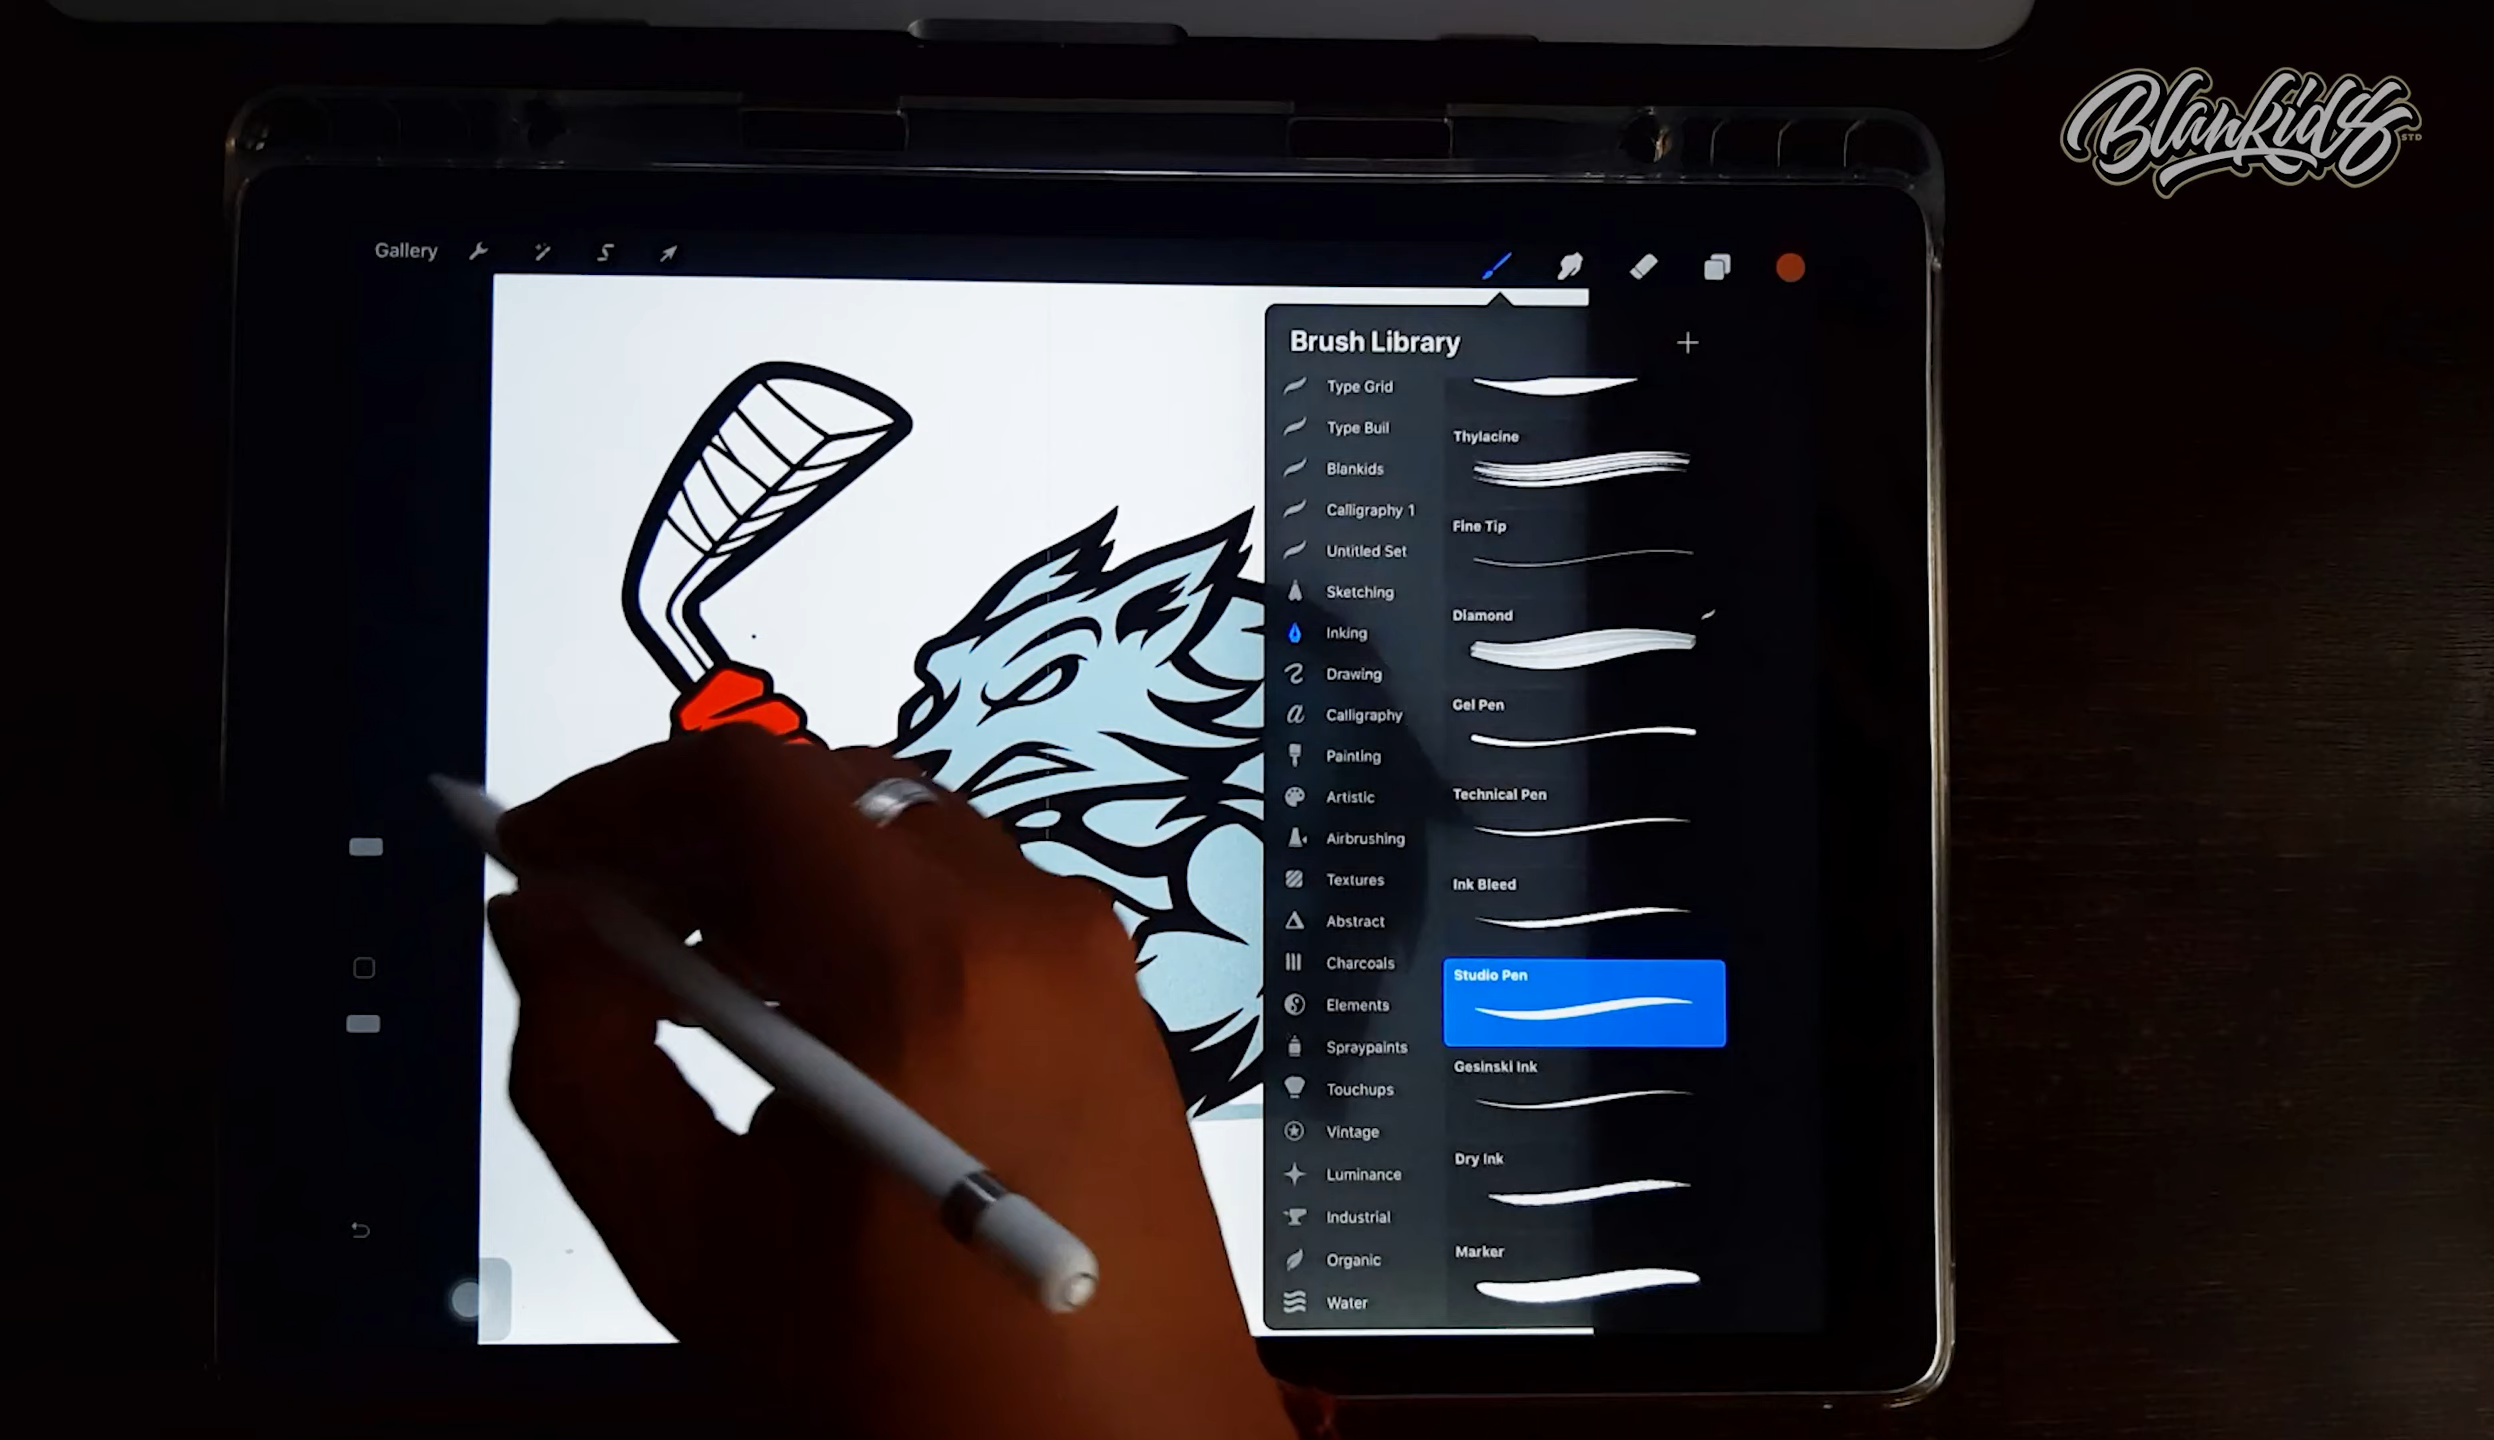 Blankids
STD
Gallery
Brush Library
Type Grid
Type Buil
Blankids
Calligraphy 1
Untitled Set
Sketching
Inking
Drawing
Calligraphy
Painting
Artistic
Airbrushing
Textures
Abstract
Charcoals
Elements
Spraypaints
Touchups
Vintage
Luminance
Industrial
Organic
Water
Thylacine
Fine Tip
Diamond
Gel Pen
Technical Pen
Ink Bleed
Studio Pen
Gesinski Ink
Dry Ink
Marker